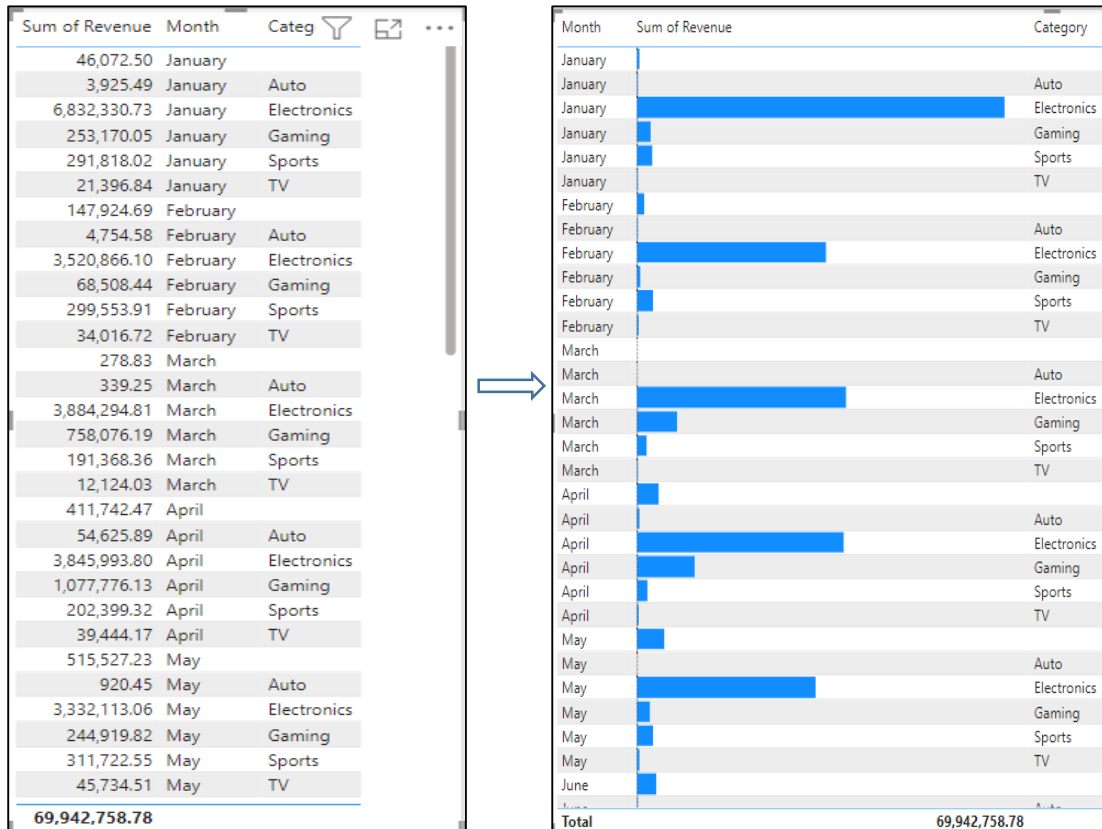 Sum of Revenue Month Categ
46,072.50 January
3,925.49 January Auto
6,832,330.73 January Electronics
253,170.05 January Gaming
291,818.02 January Sports
21,396.84 January TV
147,924.69 February
4,754.58 February Auto
3,520,866.10 February Electronics
68,508.44 February Gaming
299,553.91 February Sports
34,016.72 February TV
278.83 March
339.25 March Auto
3,884,294.81 March Electronics
758,076.19 March Gaming
191,368.36 March Sports
12,124.03 March TV
411,742.47 April
54,625.89 April Auto
3,845,993.80 April Electronics
1,077,776.13 April Gaming
202,399.32 April Sports
39,444.17 April TV
515,527.23 May
920.45 May Auto
3,332,113.06 May Electronics
244,919.82 May Gaming
311,722.55 May Sports
45,734.51 May TV
69,942,758.78
Month Sum of Revenue Category
January
January Auto
January Electronics
January Gaming
January Sports
January TV
February
February Auto
February Electronics
February Gaming
February Sports
February TV
March
March Auto
March Electronics
March Gaming
March Sports
March TV
April
April Auto
April Electronics
April Gaming
April Sports
April TV
May
May Auto
May Electronics
May Gaming
May Sports
May TV
June
Total 69,942,758.78